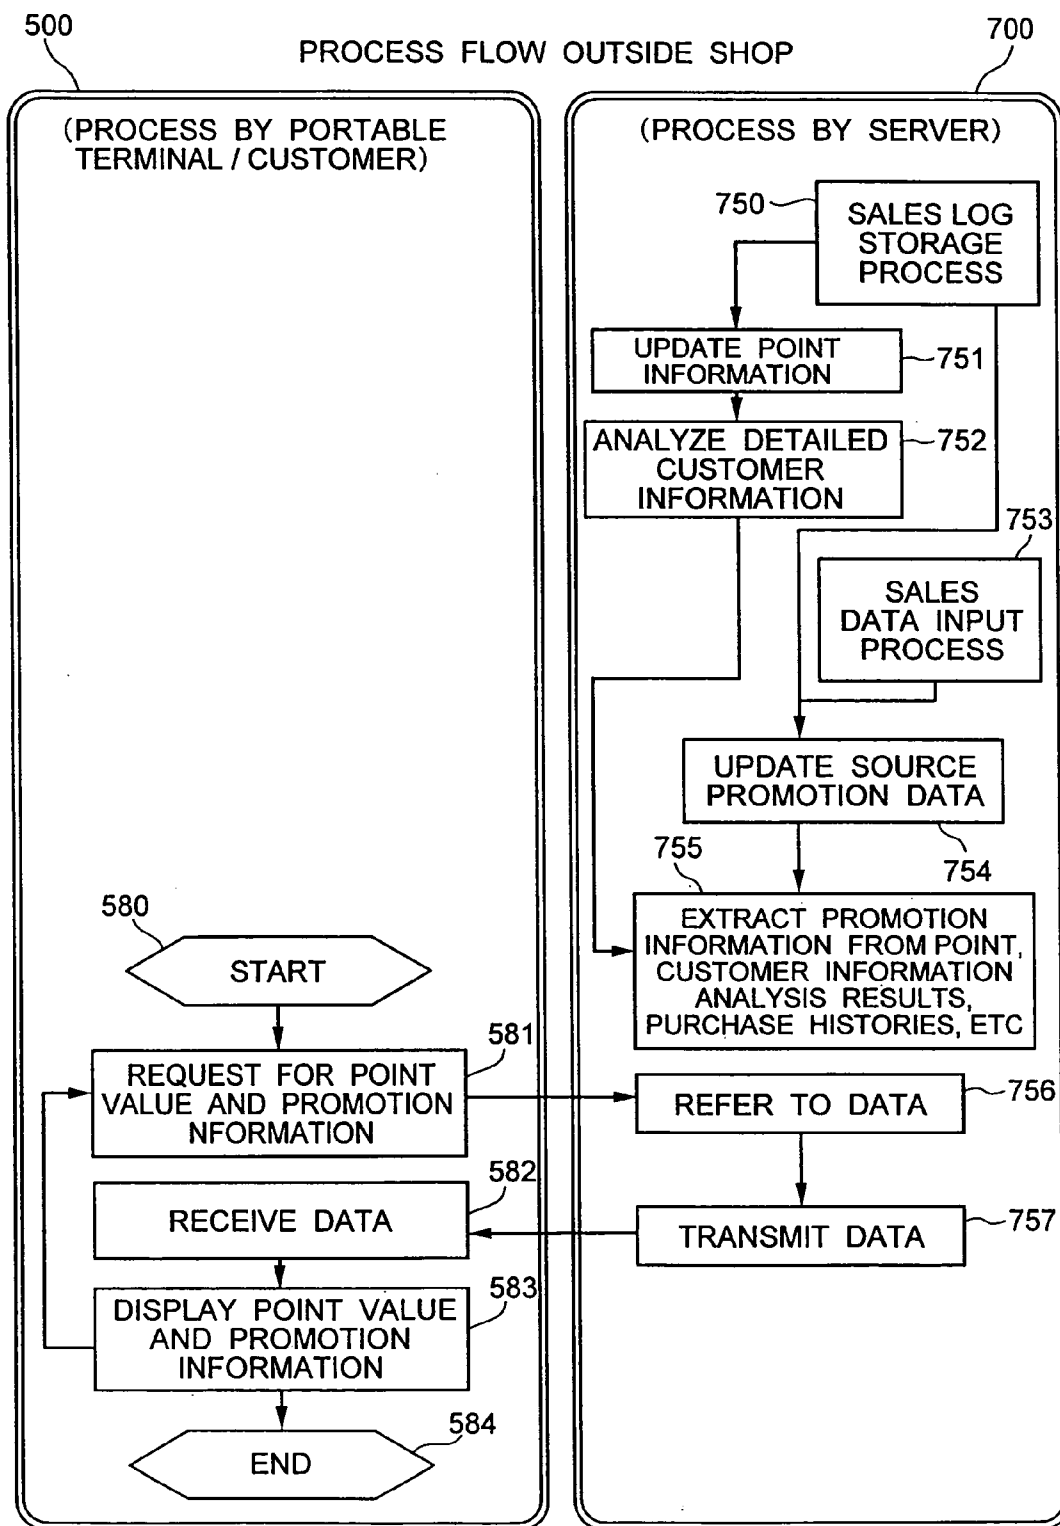 500
PROCESS FLOW OUTSIDE SHOP
700
(PROCESS BY PORTABLE
TERMINAL / CUSTOMER)
(PROCESS BY SERVER)
750
SALES LOG
STORAGE
PROCESS
UPDATE POINT
INFORMATION
751
ANALYZE DETAILED
CUSTOMER
INFORMATION
752
753
SALES
DATA INPUT
PROCESS
UPDATE SOURCE
PROMOTION DATA
754
755
EXTRACT PROMOTION
INFORMATION FROM POINT,
CUSTOMER INFORMATION
ANALYSIS RESULTS,
PURCHASE HISTORIES, ETC
580
START
581
REQUEST FOR POINT
VALUE AND PROMOTION
NFORMATION
REFER TO DATA
756
582
RECEIVE DATA
TRANSMIT DATA
757
583
DISPLAY POINT VALUE
AND PROMOTION
INFORMATION
584
END